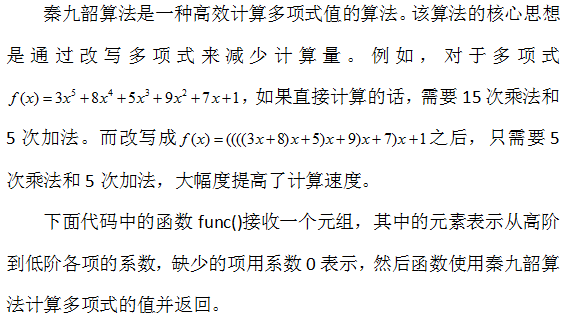 秦九韶算法是一种高效计算多项式值的算法。该算法的核心思想
是通过改写多项式来减少计算量。例如，对于多项式
f(x)=3x⁵+8x⁴+5x³+9x²+7x+1，如果直接计算的话，需要 15 次乘法和
5 次加法。而改写成 f(x)=((((3x+8)x+5)x+9)x+7)x+1 之后，只需要 5
次乘法和 5 次加法，大幅度提高了计算速度。
下面代码中的函数 func()接收一个元组，其中的元素表示从高阶
到低阶各项的系数，缺少的项用系数 0 表示，然后函数使用秦九韶算
法计算多项式的值并返回。